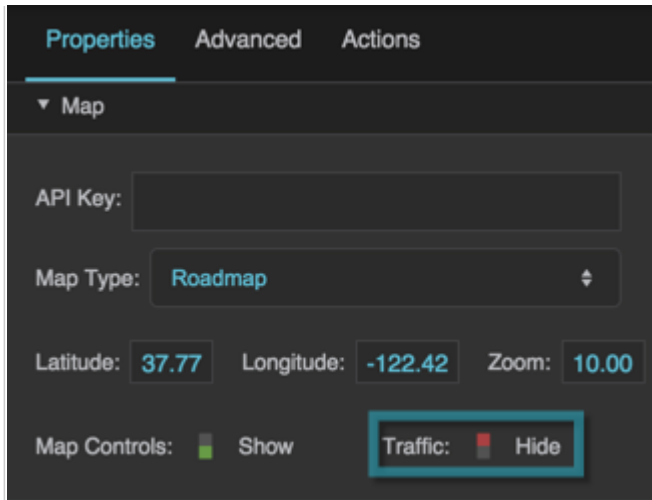 Properties Advanced Actions
Map
API Key:
Map Type: Roadmap
Latitude: 37.77 Longitude: -122.42 Zoom: 10.00
Map Controls: Show Traffic: Hide